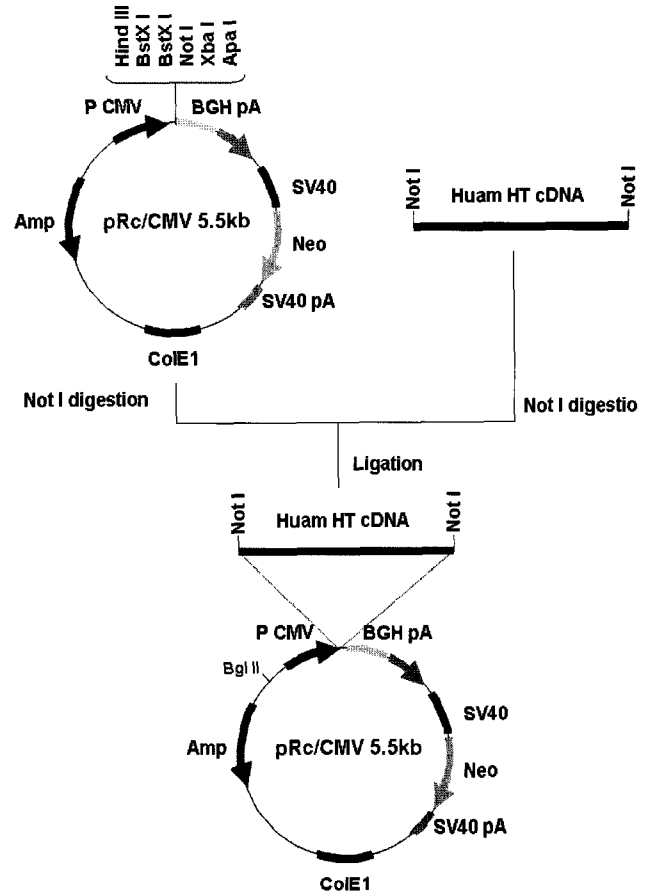 Hind III
BstX I
BstX I
Not I
Xba I
Apa I
P CMV
BGH pA
SV40
Amp
pRc/CMV 5.5kb
Neo
SV40 pA
ColE1
Not I
Huam HT cDNA
Not I
Not I digestion
Not I digestio
Ligation
Not I
Huam HT cDNA
Not I
P CMV
BGH pA
Bgl II
SV40
Amp
pRc/CMV 5.5kb
Neo
SV40 pA
ColE1